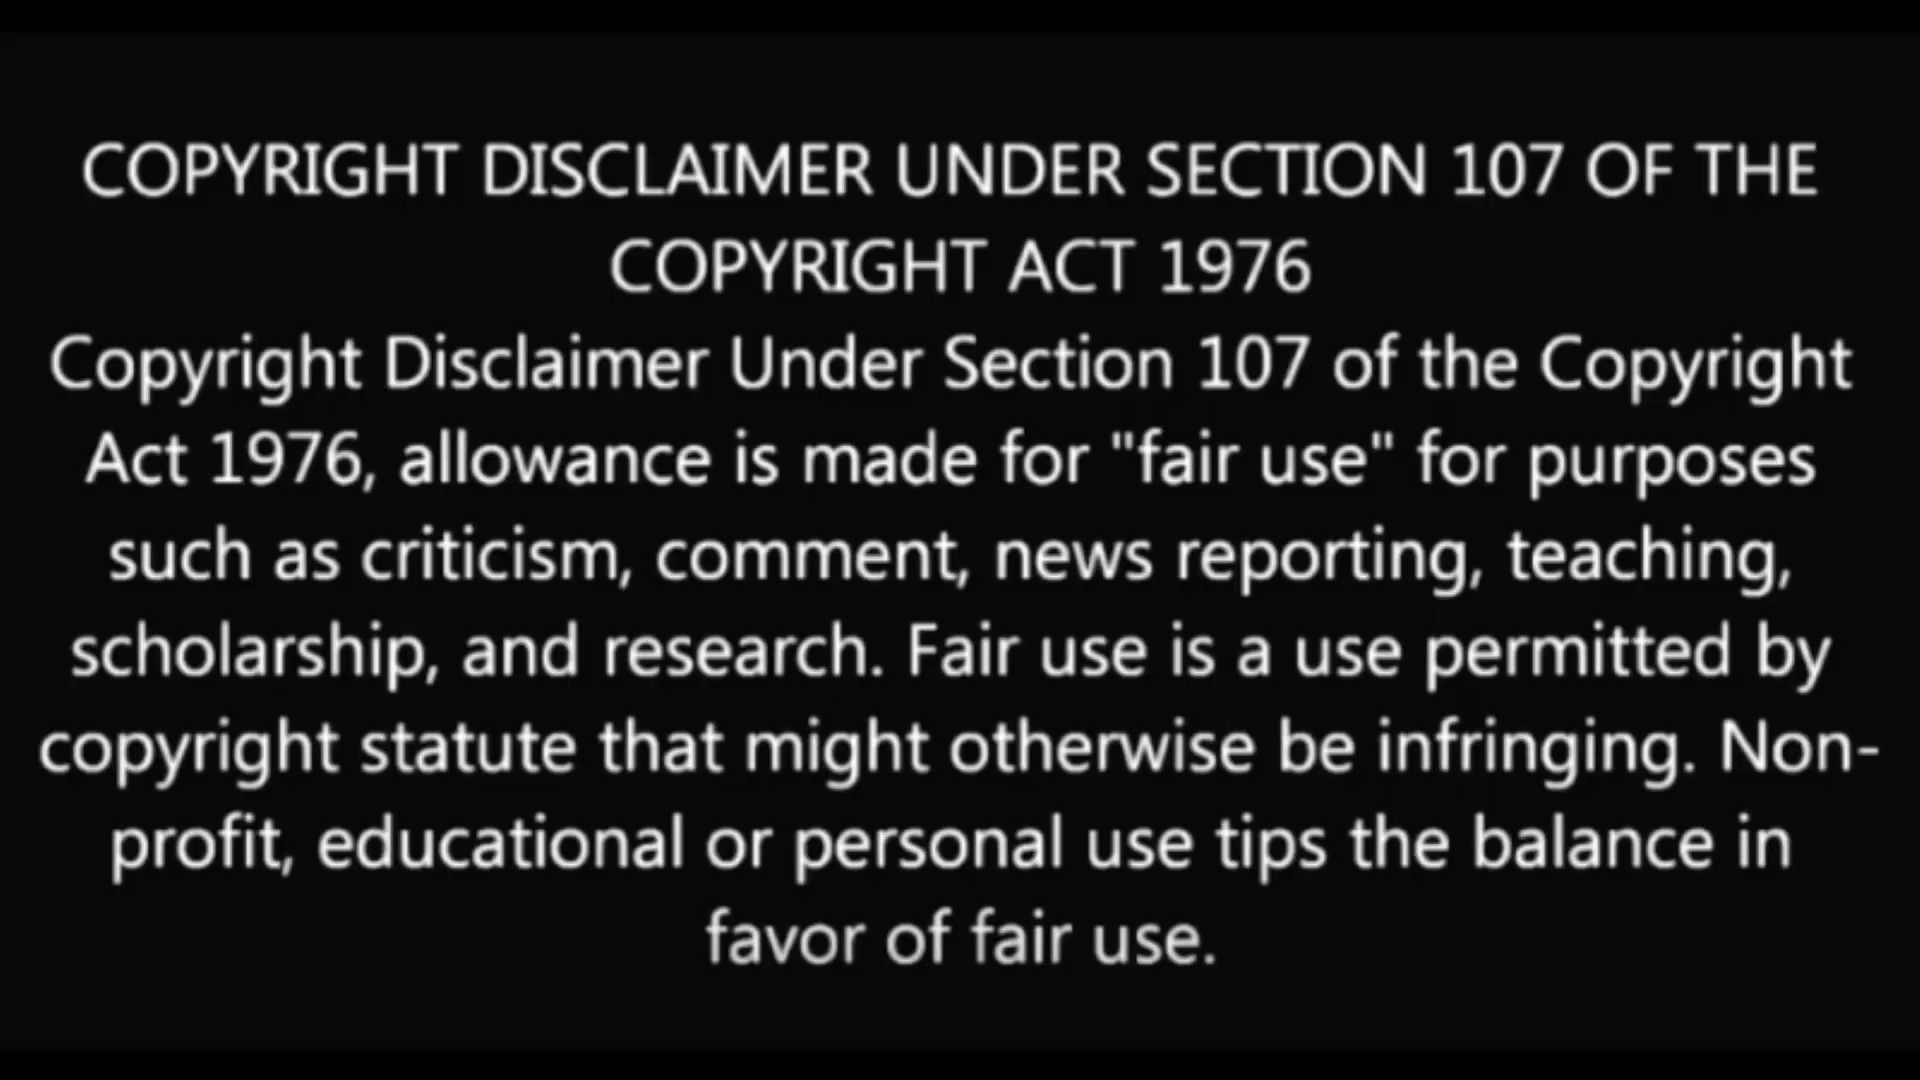 COPYRIGHT DISCLAIMER UNDER SECTION 107 OF THE
COPYRIGHT ACT 1976
Copyright Disclaimer Under Section 107 of the Copyright
Act 1976, allowance is made for "fair use" for purposes
such as criticism, comment, news reporting, teaching,
scholarship, and research. Fair use is a use permitted by
copyright statute that might otherwise be infringing. Non-
profit, educational or personal use tips the balance in
favor of fair use.